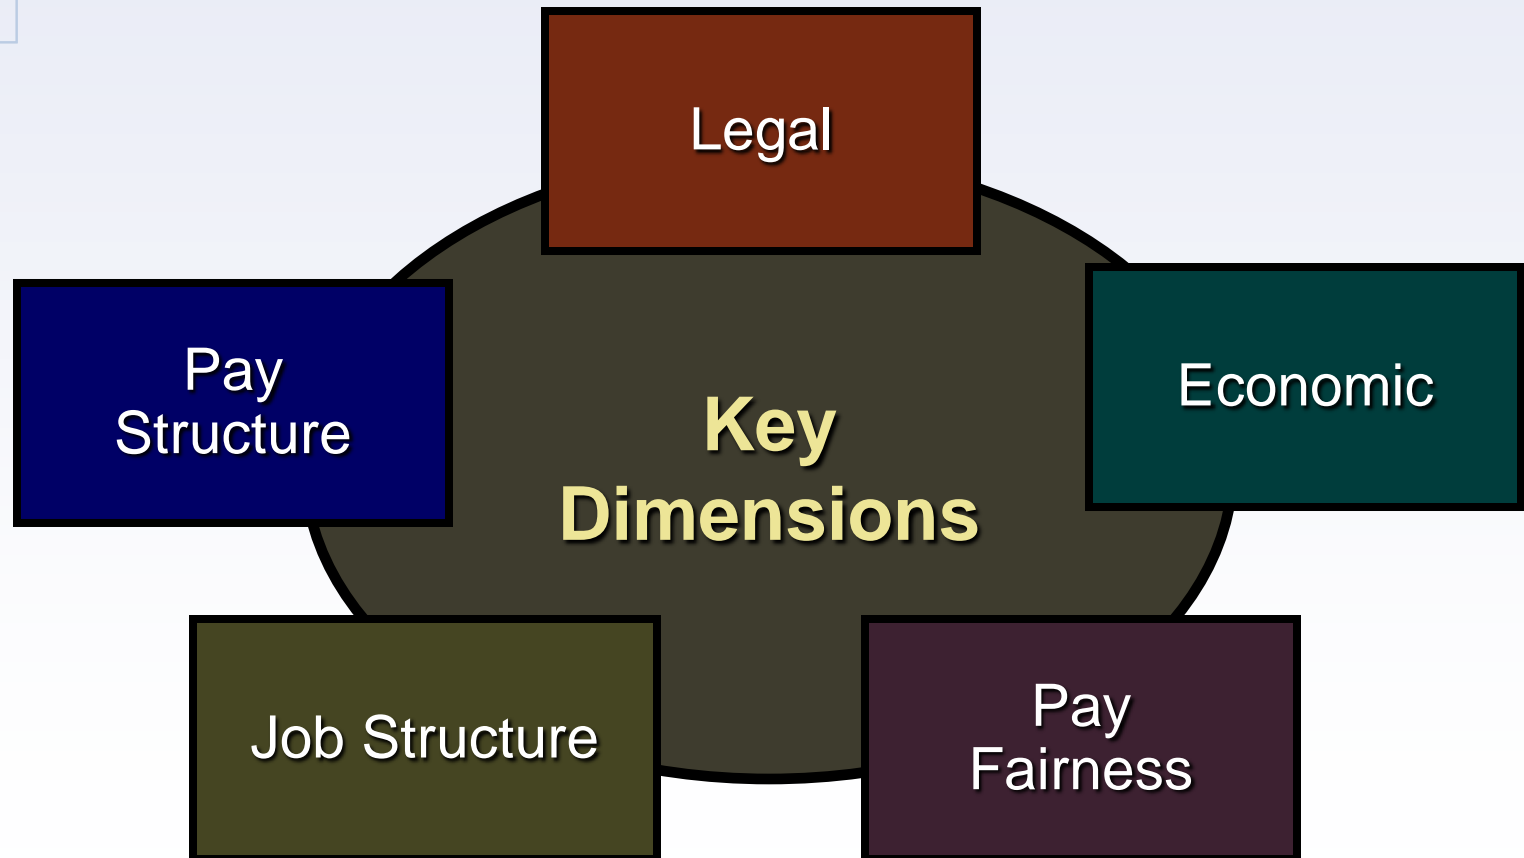 Legal
Pay
Structure
Economic
Key
Dimensions
Job Structure
Pay
Fairness